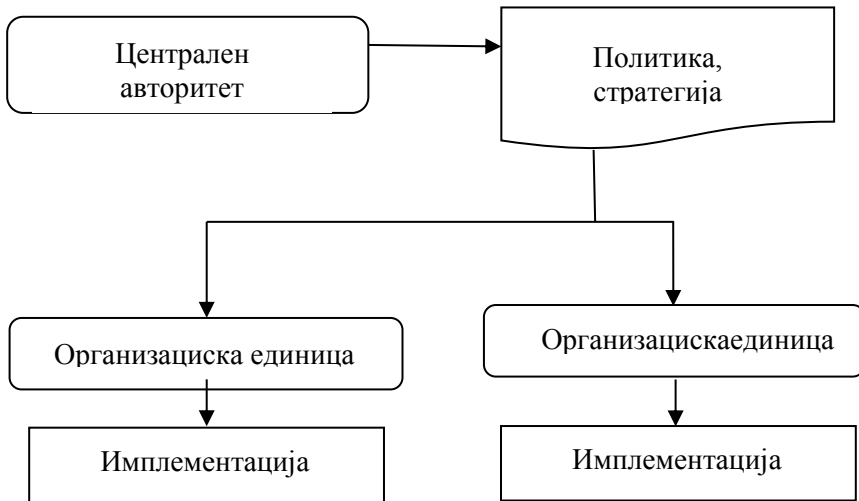 Централен
авторитет
Политика,
стратегија
Организациска единица
Организацискаединица
Имплементација
Имплементација